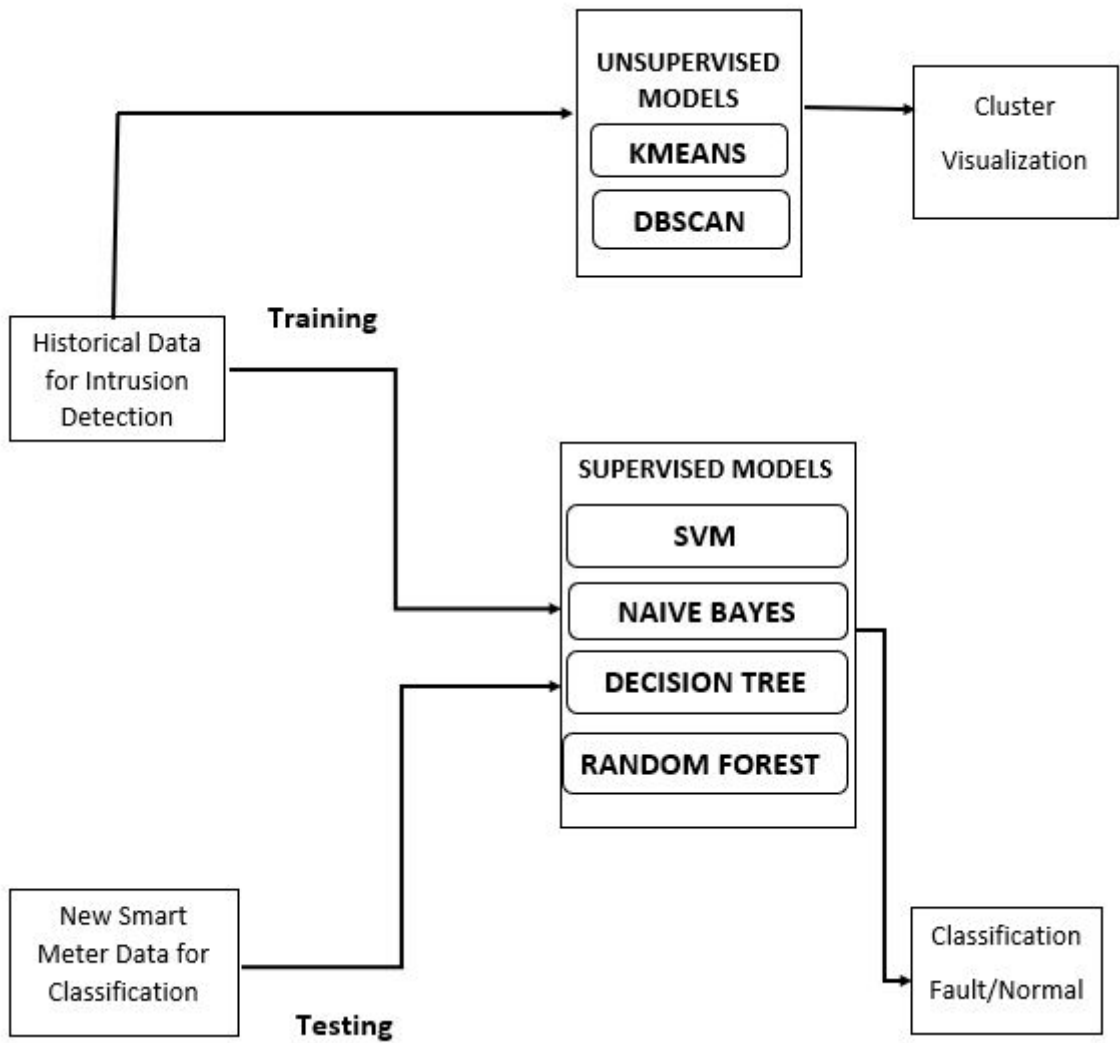 UNSUPERVISED
MODELS
KMEANS
DBSCAN
Cluster
Visualization
Training
Historical Data
for Intrusion
Detection
SUPERVISED MODELS
SVM
NAIVE BAYES
DECISION TREE
RANDOM FOREST
New Smart
Meter Data for
Classification
Testing
Classification
Fault/Normal